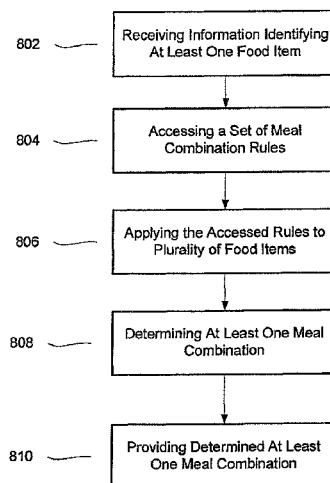 802
Receiving Information Identifying
At Least One Food Item
804
Accessing a Set of Meal
Combination Rules
806
Applying the Accessed Rules to
Plurality of Food Items
808
Determining At Least One Meal
Combination
810
Providing Determined At Least
One Meal Combination